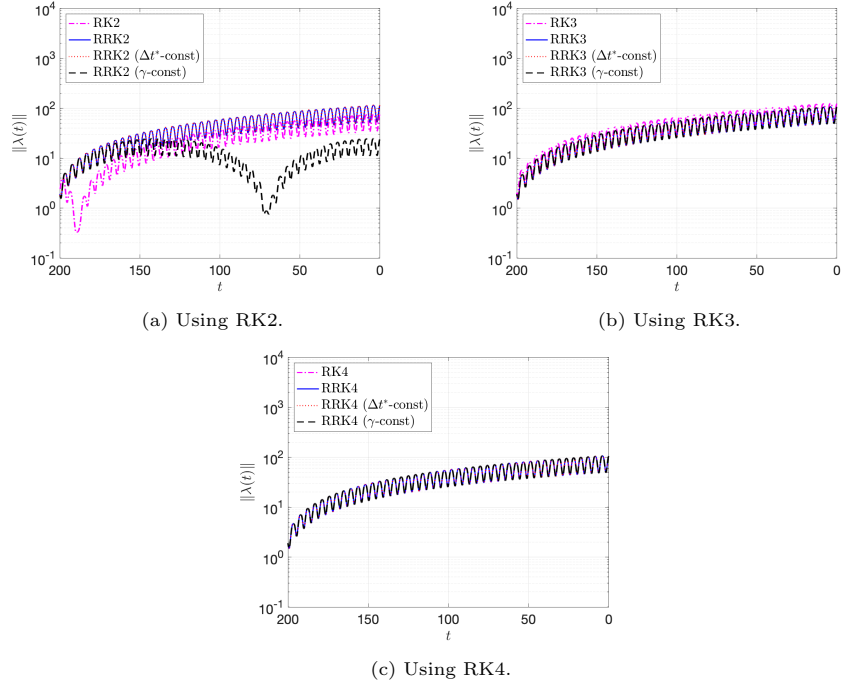 10^4
10^3
10^2
10^1
10^0
10^-1
||λ(t)||
RK2
RRK2
RRK2 (Δt*-const)
RRK2 (γ-const)
200
150
100
50
0
t
(a) Using RK2.
10^4
10^3
10^2
10^1
10^0
10^-1
||λ(t)||
RK3
RRK3
RRK3 (Δt*-const)
RRK3 (γ-const)
200
150
100
50
0
t
(b) Using RK3.
10^4
10^3
10^2
10^1
10^0
10^-1
||λ(t)||
RK4
RRK4
RRK4 (Δt*-const)
RRK4 (γ-const)
200
150
100
50
0
t
(c) Using RK4.